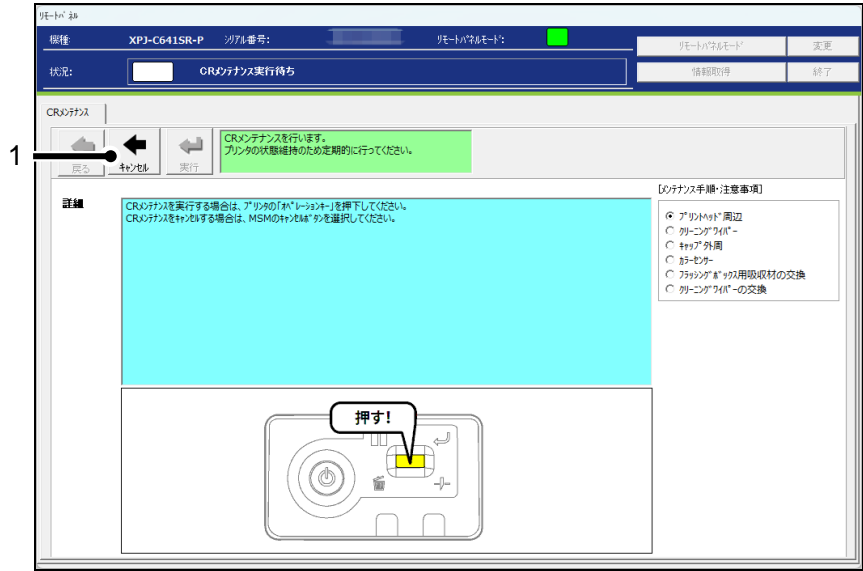 ﾘﾓｰﾄﾊﾟﾈﾙ
機種: XPJ-C641SR-P ｼﾘｱﾙ番号: ﾘﾓｰﾄﾊﾟﾈﾙﾓｰﾄﾞ:
ﾘﾓｰﾄﾊﾟﾈﾙﾓｰﾄﾞ 変更
状況: CRﾒﾝﾃﾅﾝｽ実行待ち
情報取得 終了
CRﾒﾝﾃﾅﾝｽ
1
戻る ｷｬﾝｾﾙ 実行
CRメンテナンスを行います。
プリンタの状態維持のため定期的に行ってください。
詳細
CRﾒﾝﾃﾅﾝｽを実行する場合は、ﾌﾟﾘﾝﾀの｢ｵﾍﾟﾚｰｼｮﾝｷｰ｣を押下してください。
CRﾒﾝﾃﾅﾝｽをｷｬﾝｾﾙする場合は、MSMのｷｬﾝｾﾙﾎﾞﾀﾝを選択してください。
[ﾒﾝﾃﾅﾝｽ手順･注意事項]
ﾌﾟﾘﾝﾄﾍｯﾄﾞ周辺
ｸﾘｰﾆﾝｸﾞﾜｲﾊﾟｰ
ｷｬｯﾌﾟ外周
ｶﾗｰｾﾝｻｰ
ﾌﾗｯｼﾝｸﾞﾎﾞｯｸｽ用吸収材の交換
ｸﾘｰﾆﾝｸﾞﾜｲﾊﾟｰの交換
押す!